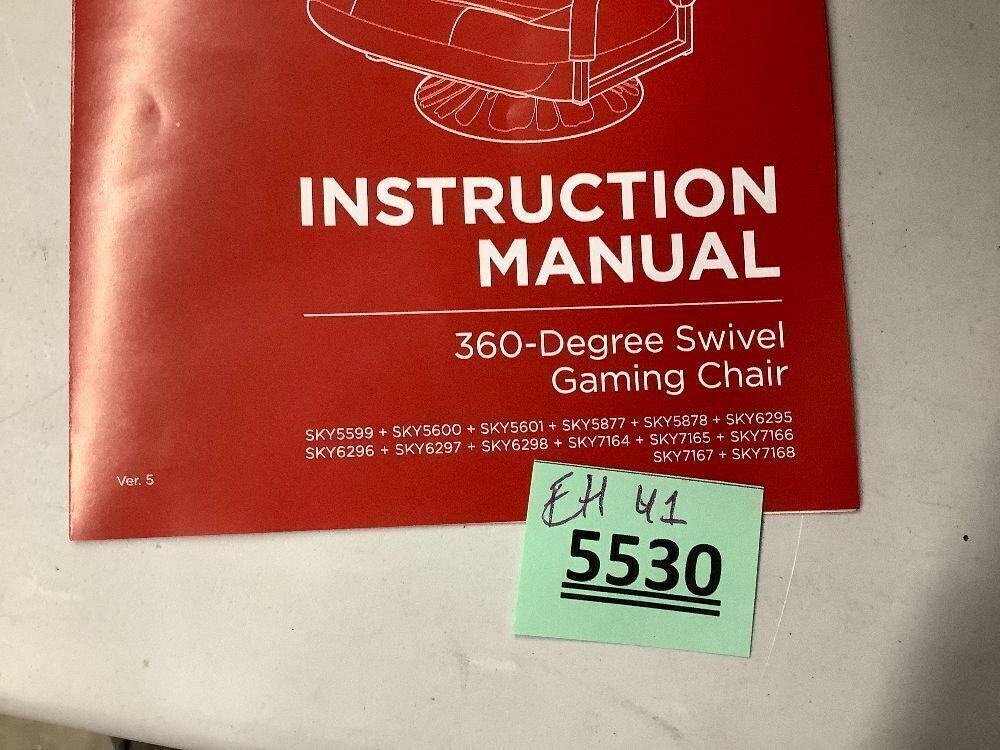 INSTRUCTION
MANUAL
360-Degree Swivel
Gaming Chair
SKY5599 + SKY5600 + SKY5601 + SKY5877 + SKY5878 + SKY6295
SKY6296 + SKY6297 + SKY6298 + SKY7164 + SKY7165 + SKY7166
SKY7167 + SKY7168
Ver. 5
EH 41
5530